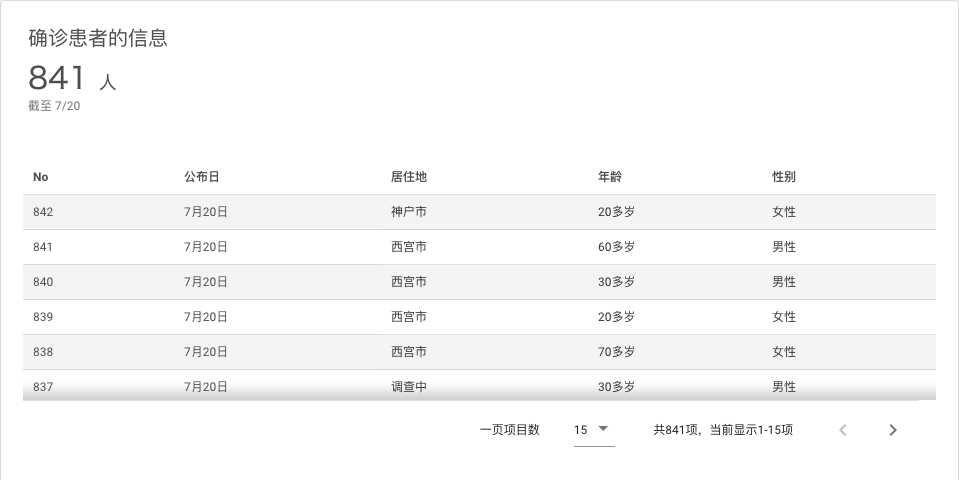 确诊患者的信息
841 人
截至 7/20
No 公布日 居住地 年龄 性别
842 7月20日 神户市 20多岁 女性
841 7月20日 西宫市 60多岁 男性
840 7月20日 西宫市 30多岁 男性
839 7月20日 西宫市 20多岁 女性
838 7月20日 西宫市 70多岁 女性
837 7月20日 调查中 30多岁 男性
一页项目数 15 共841项，当前显示1-15项